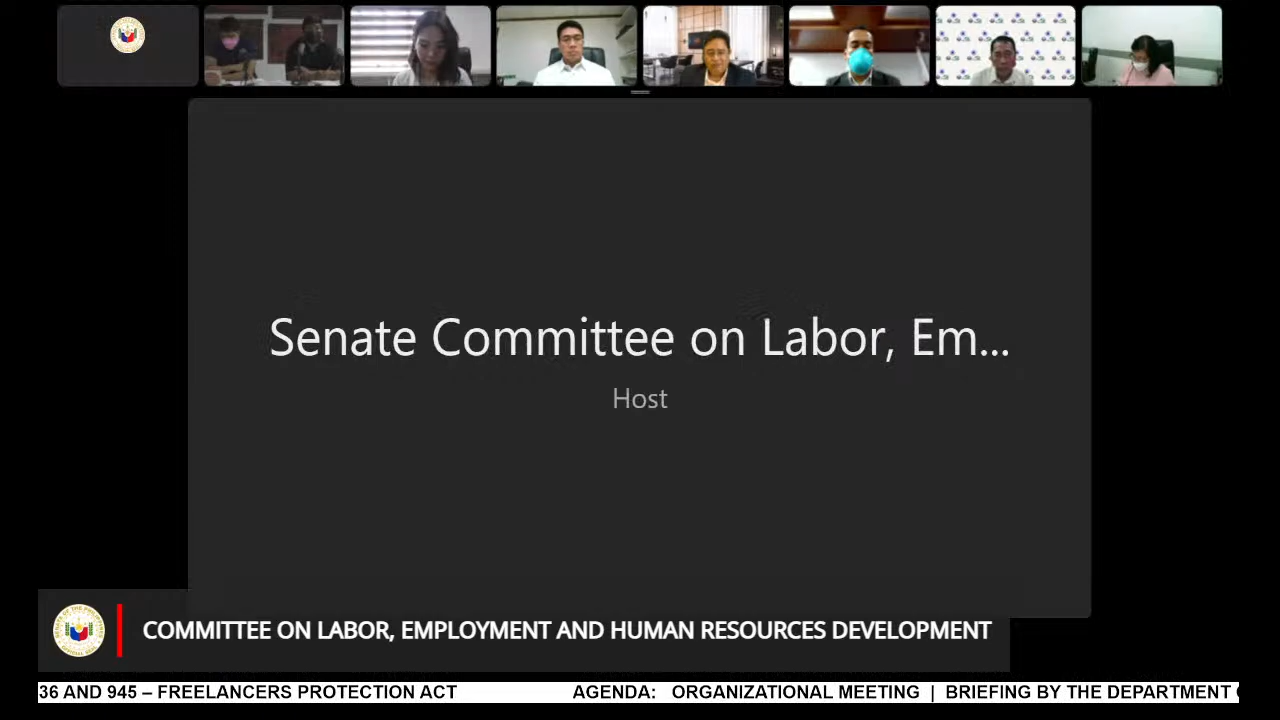 Senate Committee on Labor, Em...
Host
COMMITTEE ON LABOR, EMPLOYMENT AND HUMAN RESOURCES DEVELOPMENT
36 AND 945 – FREELANCERS PROTECTION ACT AGENDA: ORGANIZATIONAL MEETING | BRIEFING BY THE DEPARTMENT